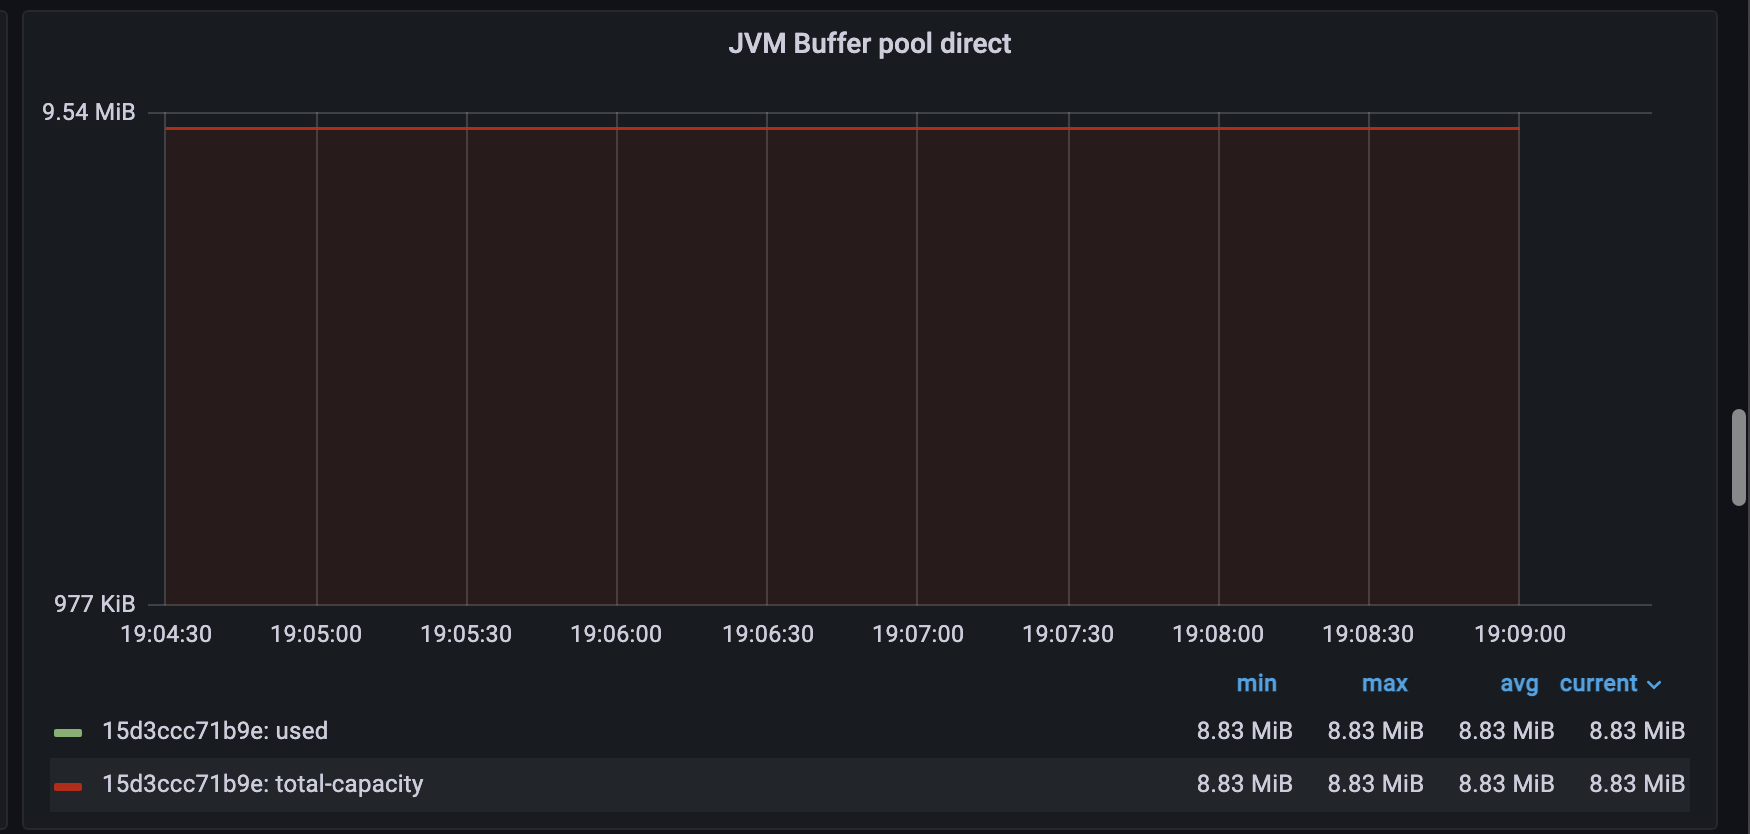 JVM Buffer pool direct
9.54 MiB
977 KiB
19:04:30 19:05:00 19:05:30 19:06:00 19:06:30 19:07:00 19:07:30 19:08:00 19:08:30 19:09:00
min max avg current
15d3ccc71b9e: used 8.83 MiB 8.83 MiB 8.83 MiB 8.83 MiB
15d3ccc71b9e: total-capacity 8.83 MiB 8.83 MiB 8.83 MiB 8.83 MiB